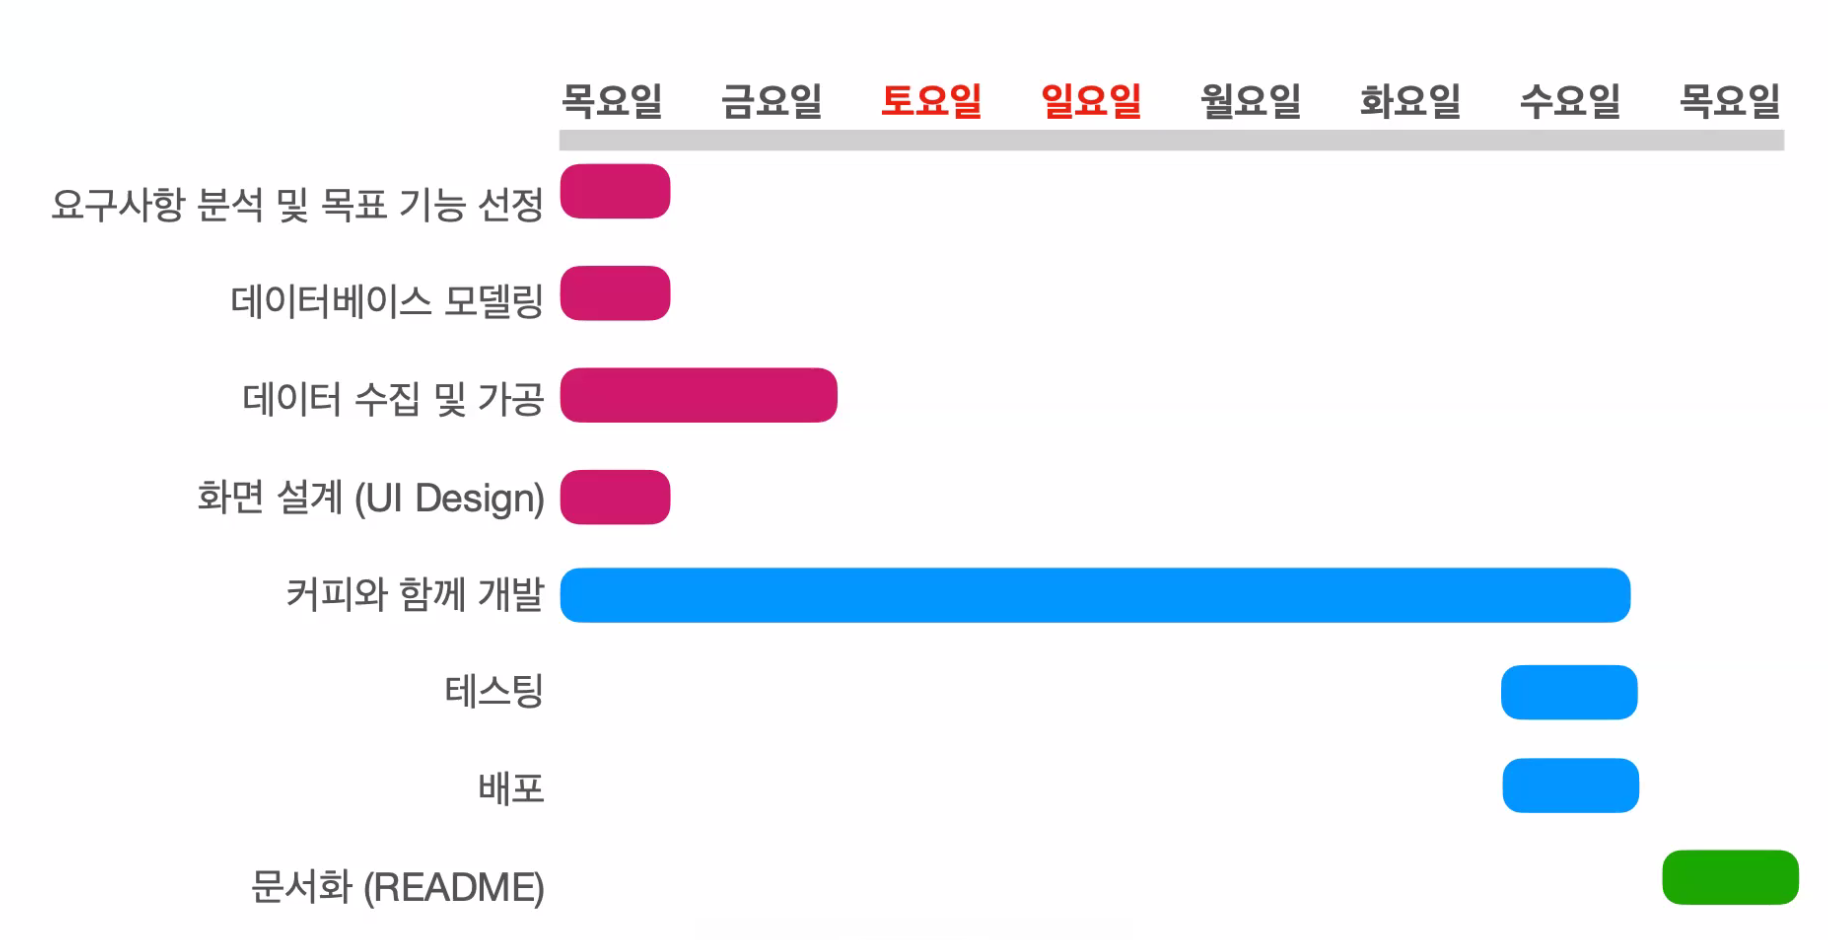 목요일 금요일 토요일 일요일 월요일 화요일 수요일 목요일
요구사항 분석 및 목표 기능 선정
데이터베이스 모델링
데이터 수집 및 가공
화면 설계 (UI Design)
커피와 함께 개발
테스팅
배포
문서화 (README)